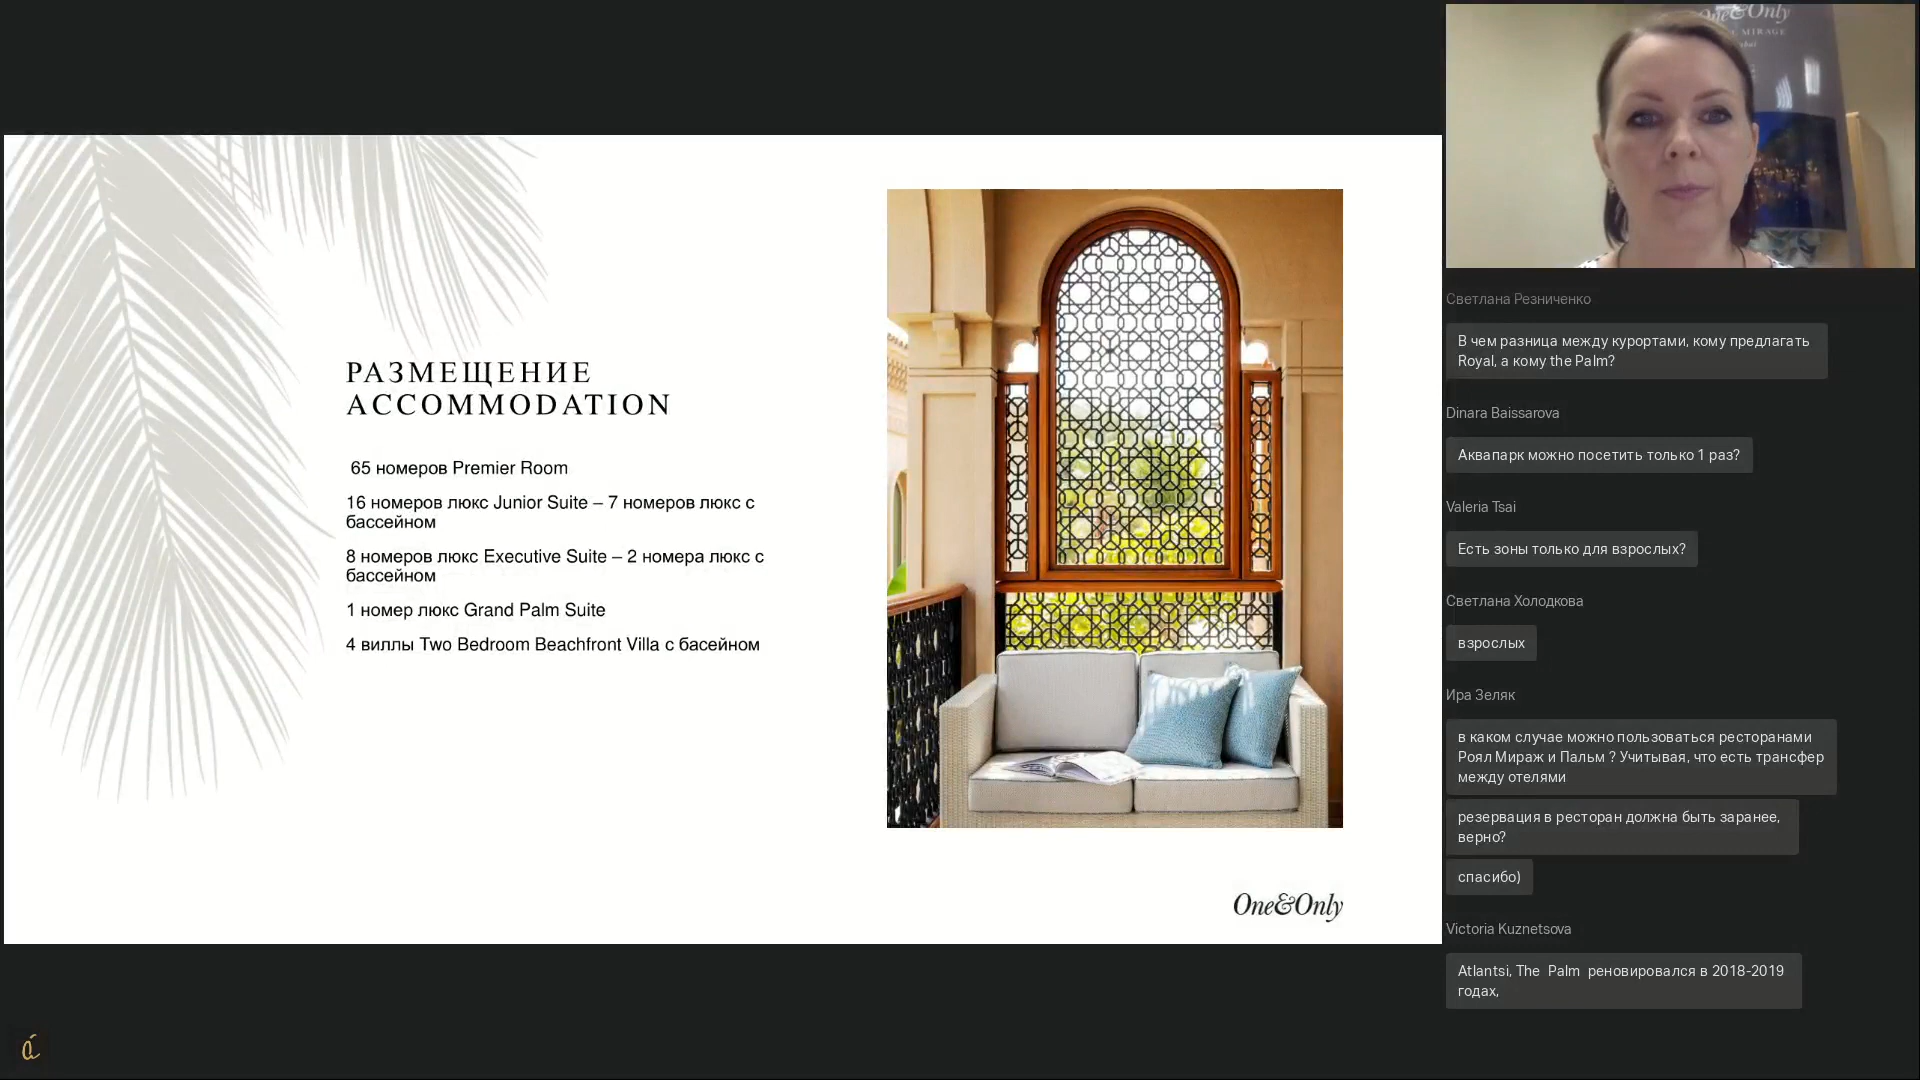 РАЗМЕЩЕНИЕ
ACCOMMODATION
65 номеров Premier Room
16 номеров люкс Junior Suite – 7 номеров люкс с
бассейном
8 номеров люкс Executive Suite – 2 номера люкс с
бассейном
1 номер люкс Grand Palm Suite
4 виллы Two Bedroom Beachfront Villa с басейном
One&Only
One&Only
MIRAGE
Светлана Резниченко
В чем разница между курортами, кому предлагать
Royal, а кому the Palm?
Dinara Baissarova
Аквапарк можно посетить только 1 раз?
Valeria Tsai
Есть зоны только для взрослых?
Светлана Холодкова
взрослых
Ира Зеляк
в каком случае можно пользоваться ресторанами
Роял Мираж и Пальм ? Учитывая, что есть трансфер
между отелями
резервация в ресторан должна быть заранее,
верно?
спасибо)
Victoria Kuznetsova
Atlantsi, The Palm реновировался в 2018-2019
годах,